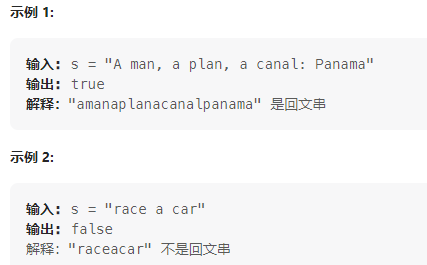 示例 1:
输入: s = "A man, a plan, a canal: Panama"
输出: true
解释: "amanaplanacanalpanama" 是回文串
示例 2:
输入: s = "race a car"
输出: false
解释: "raceacar" 不是回文串